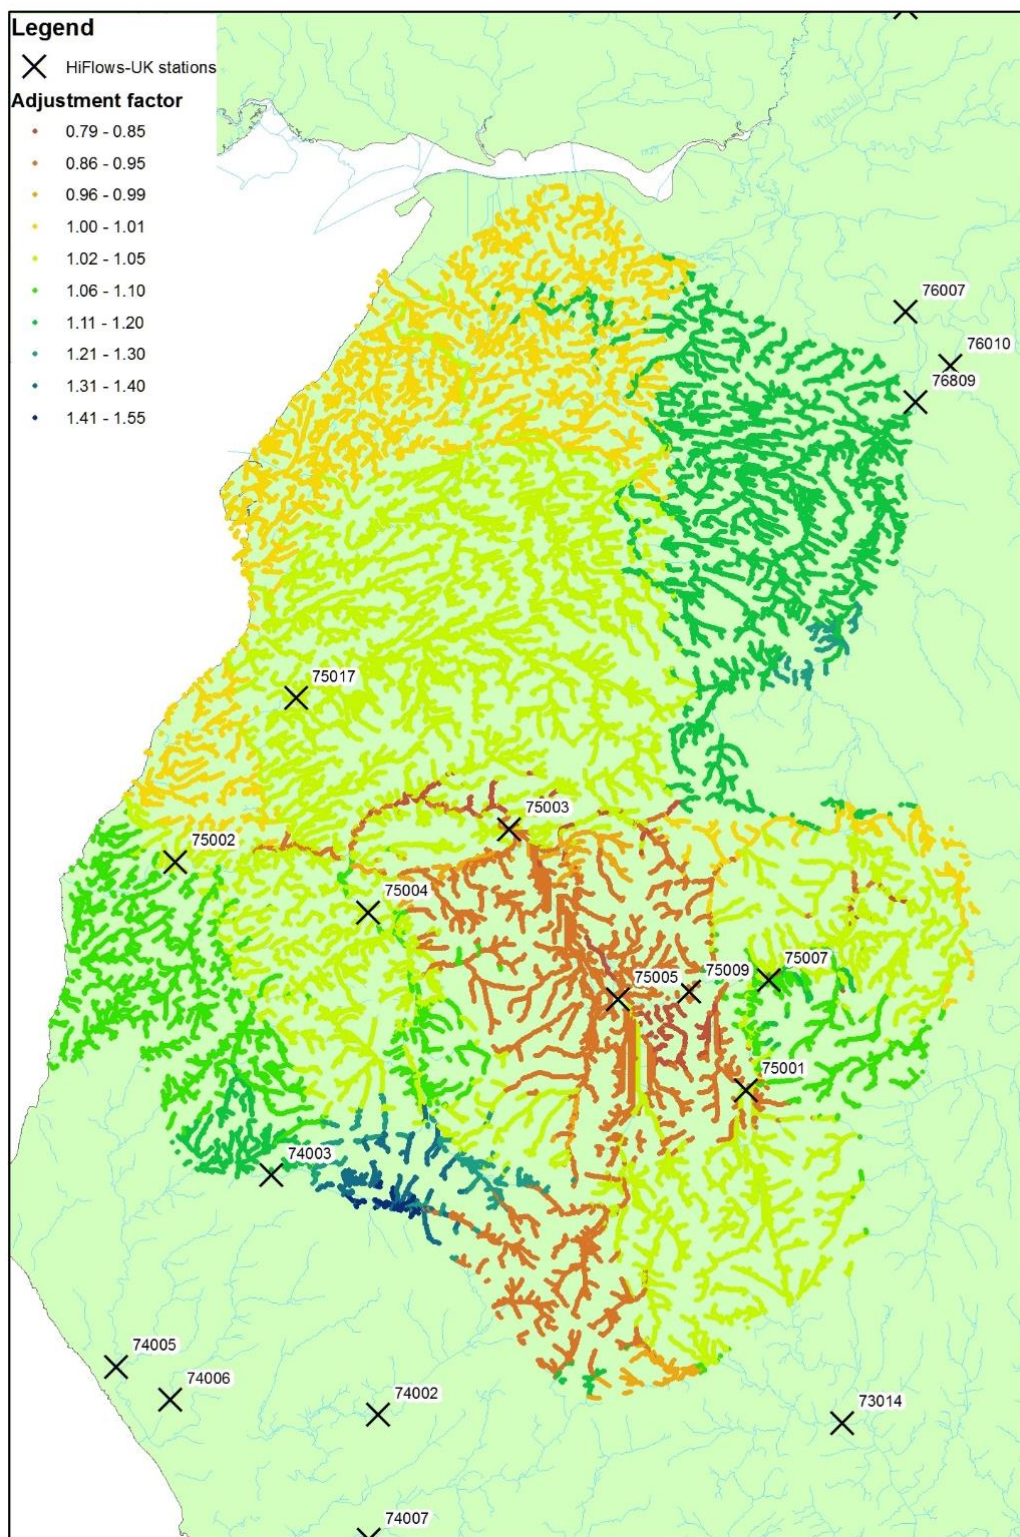 Legend
HiFlows-UK stations
Adjustment factor
0.79 - 0.85
0.86 - 0.95
0.96 - 0.99
1.00 - 1.01
1.02 - 1.05
1.06 - 1.10
1.11 - 1.20
1.21 - 1.30
1.31 - 1.40
1.41 - 1.55
76007
76010
76809
75017
75003
75002
75004
75005
75009
75007
75001
74003
74005
74006
74002
73014
74007